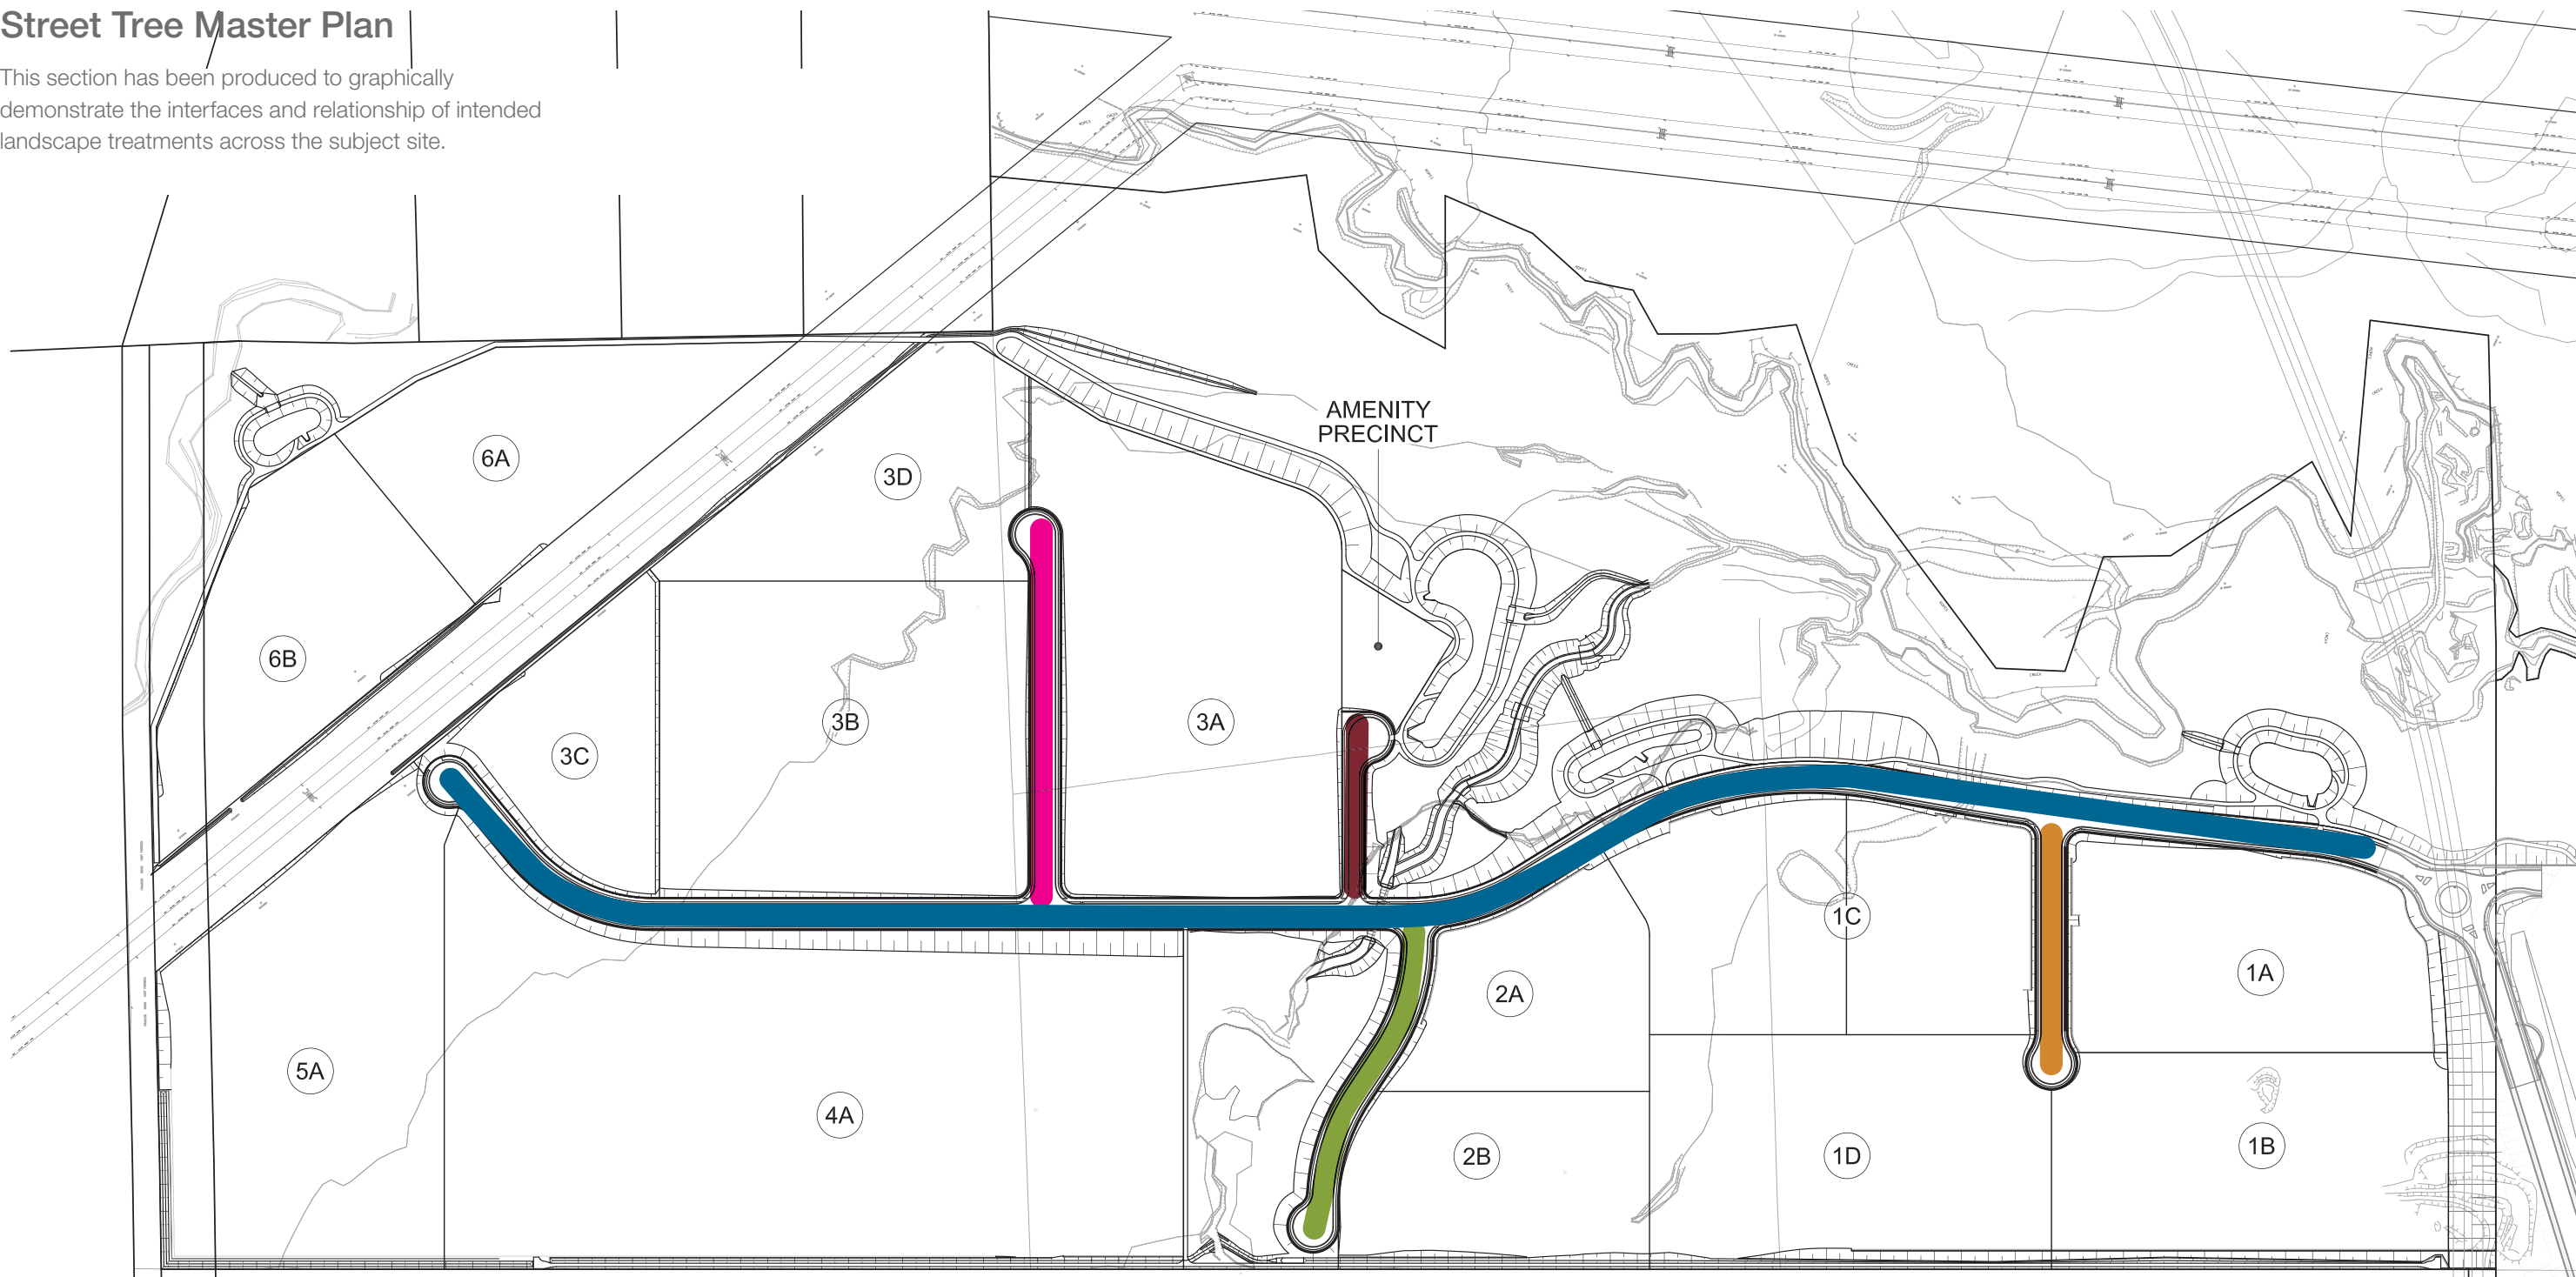 Street Tree Master Plan
This section has been produced to graphically
demonstrate the interfaces and relationship of intended
landscape treatments across the subject site.
AMENITY
PRECINCT
6A
3D
6B
3B
3A
3C
1C
1A
2A
5A
4A
2B
1D
1B